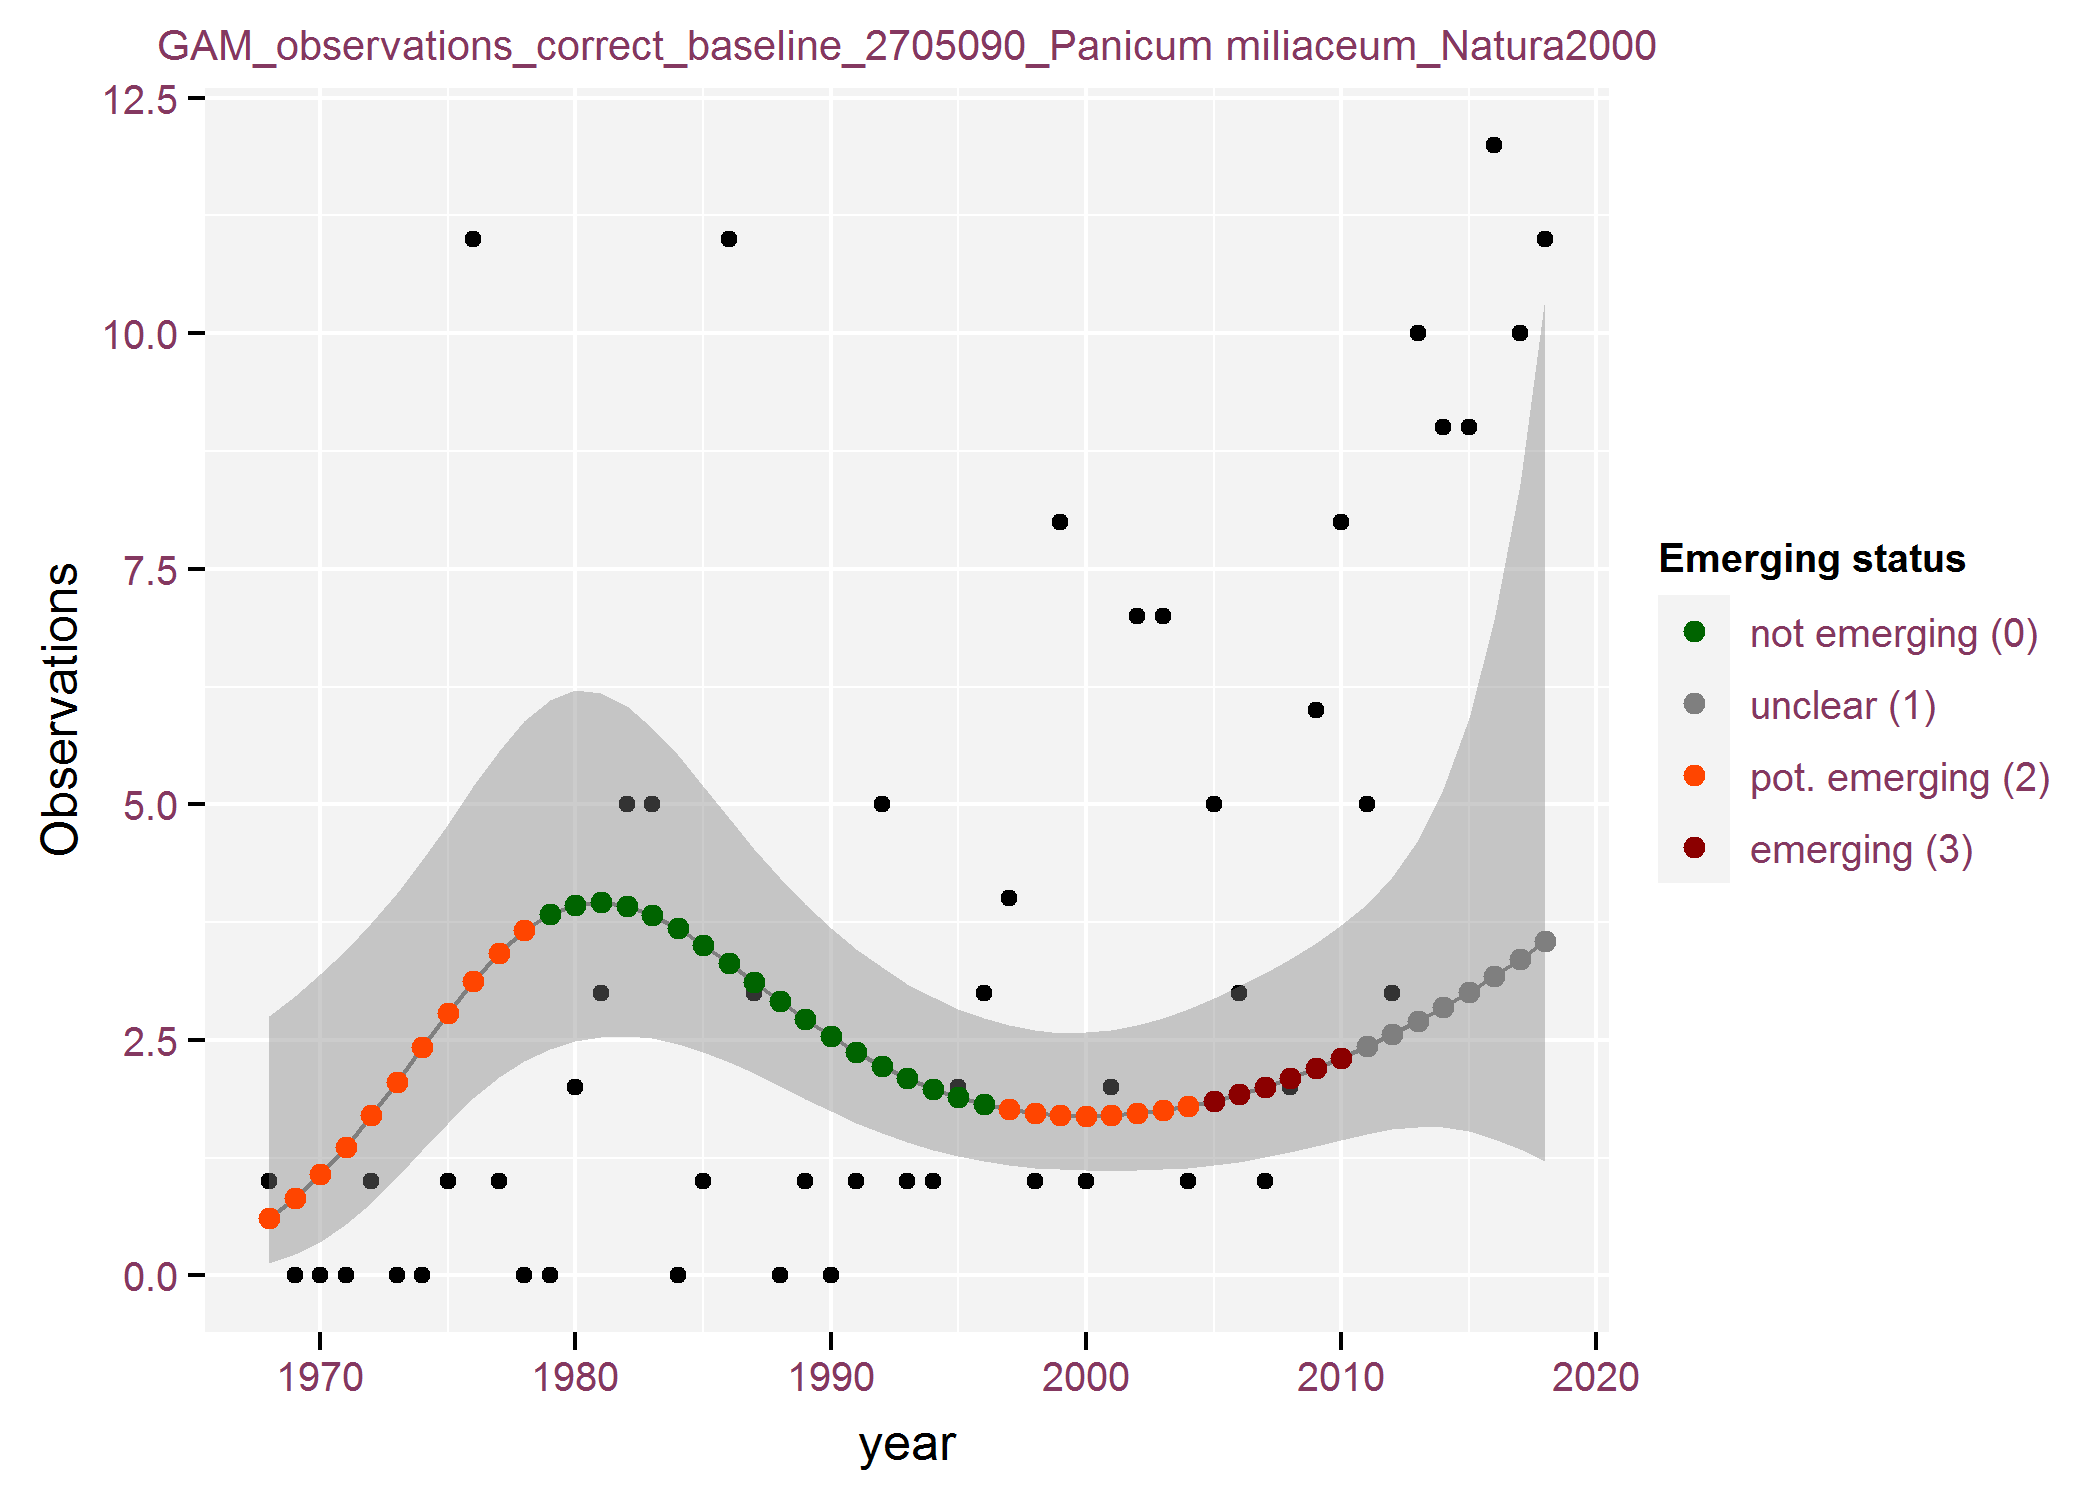 GAM_observations_correct_baseline_2705090_Panicum miliaceum_Natura2000
12.5
10.0
7.5
5.0
2.5
0.0
Observations
1970 1980 1990 2000 2010 2020
year
Emerging status
not emerging (0)
unclear (1)
pot. emerging (2)
emerging (3)